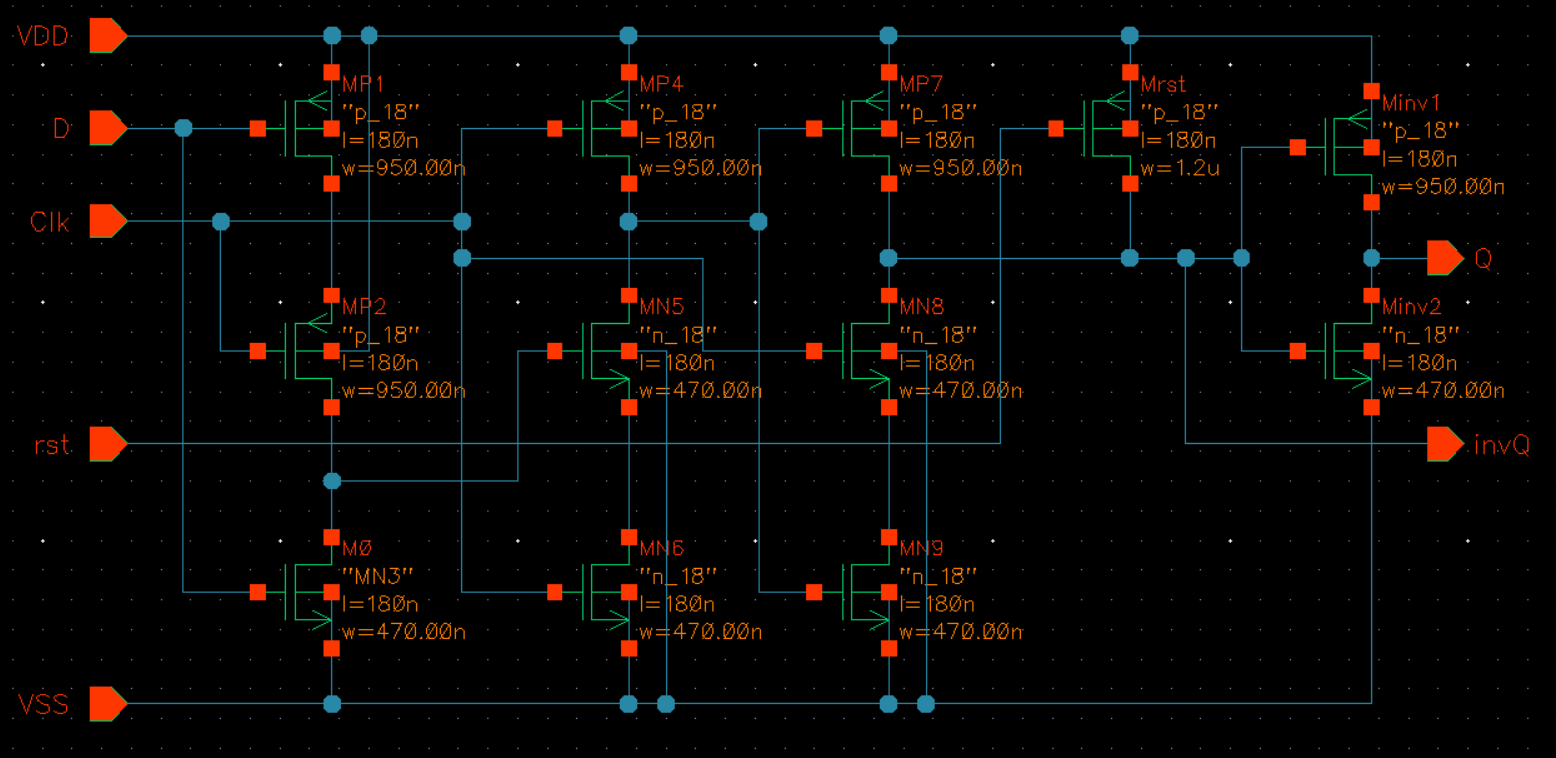 VDD
MP1
"p_18"
l=180n
w=950.00n
MP4
"p_18"
l=180n
w=950.00n
MP7
"p_18"
l=180n
w=950.00n
Mrst
"p_18"
l=180n
w=1.2u
Minv1
"p_18"
l=180n
w=950.00n
D
Clk
Q
MP2
"p_18"
l=180n
w=950.00n
MN5
"n_18"
l=180n
w=470.00n
MN8
"n_18"
l=180n
w=470.00n
Minv2
"n_18"
l=180n
w=470.00n
rst
invQ
M0
"MN3"
l=180n
w=470.00n
MN6
"n_18"
l=180n
w=470.00n
MN9
"n_18"
l=180n
w=470.00n
VSS